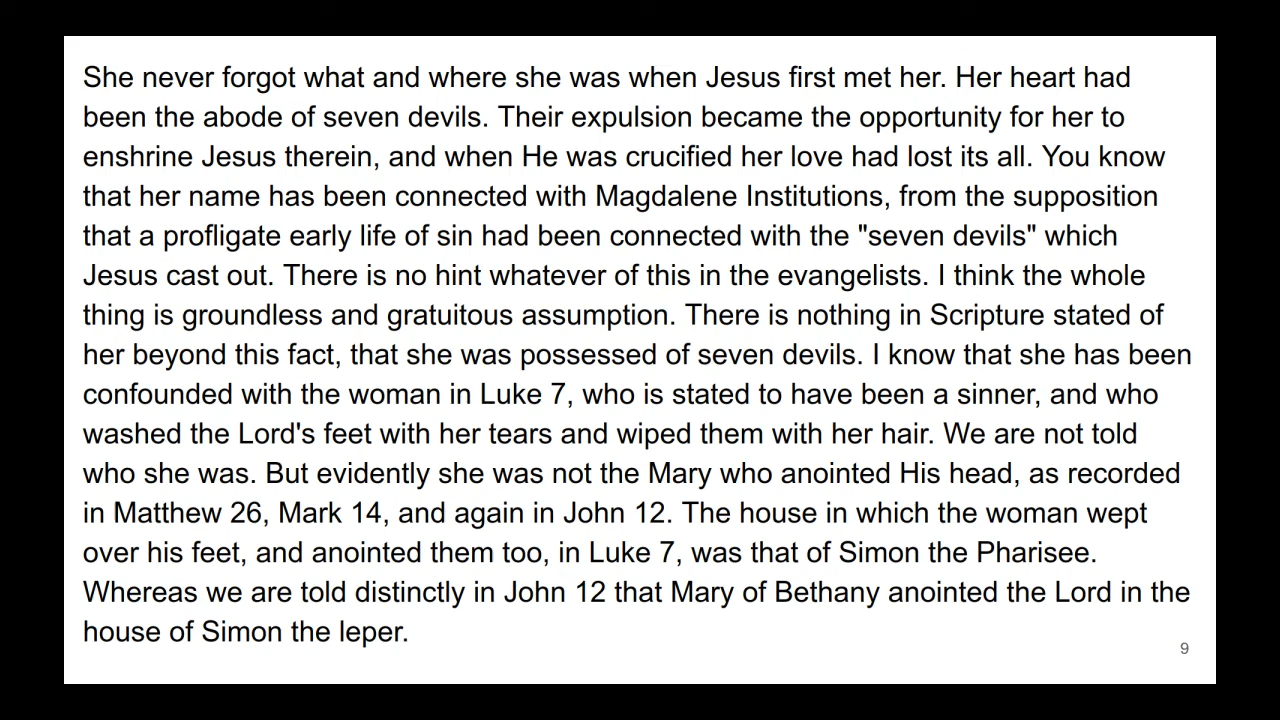 She never forgot what and where she was when Jesus first met her. Her heart had
been the abode of seven devils. Their expulsion became the opportunity for her to
enshrine Jesus therein, and when He was crucified her love had lost its all. You know
that her name has been connected with Magdalene Institutions, from the supposition
that a profligate early life of sin had been connected with the "seven devils" which
Jesus cast out. There is no hint whatever of this in the evangelists. I think the whole
thing is groundless and gratuitous assumption. There is nothing in Scripture stated of
her beyond this fact, that she was possessed of seven devils. I know that she has been
confounded with the woman in Luke 7, who is stated to have been a sinner, and who
washed the Lord's feet with her tears and wiped them with her hair. We are not told
who she was. But evidently she was not the Mary who anointed His head, as recorded
in Matthew 26, Mark 14, and again in John 12. The house in which the woman wept
over his feet, and anointed them too, in Luke 7, was that of Simon the Pharisee.
Whereas we are told distinctly in John 12 that Mary of Bethany anointed the Lord in the
house of Simon the leper.
9